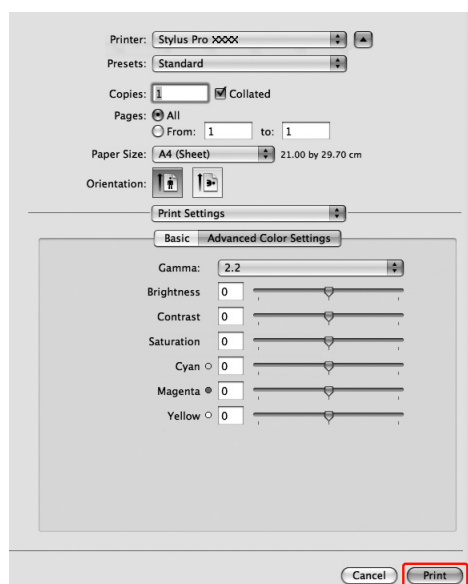 Printer: Stylus Pro XXXX
Presets: Standard
Copies: 1 Collated
Pages: All
From: 1 to: 1
Paper Size: A4 (Sheet) 21.00 by 29.70 cm
Orientation:
Print Settings
Basic Advanced Color Settings
Gamma: 2.2
Brightness 0
Contrast 0
Saturation 0
Cyan 0
Magenta 0
Yellow 0
Cancel Print